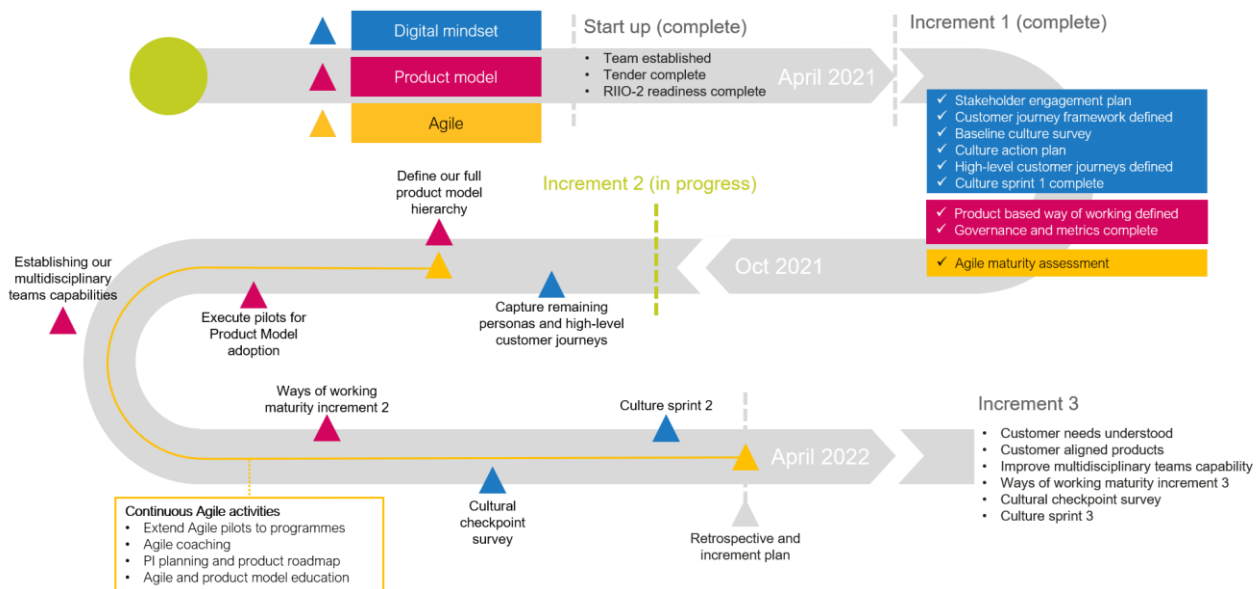 Digital mindset
Product model
Agile
Start up (complete)
• Team established
• Tender complete
• RIIO-2 readiness complete
April 2021
Increment 1 (complete)
✓ Stakeholder engagement plan
✓ Customer journey framework defined
✓ Baseline culture survey
✓ Culture action plan
✓ High-level customer journeys defined
✓ Culture sprint 1 complete
✓ Product based way of working defined
✓ Governance and metrics complete
✓ Agile maturity assessment
Oct 2021
Increment 2 (in progress)
Define our full
product model
hierarchy
Capture remaining
personas and high-level
customer journeys
Execute pilots for
Product Model
adoption
Establishing our
multidisciplinary
teams capabilities
Ways of working
maturity increment 2
Culture sprint 2
Continuous Agile activities
• Extend Agile pilots to programmes
• Agile coaching
• PI planning and product roadmap
• Agile and product model education
Cultural
checkpoint
survey
Retrospective and
increment plan
April 2022
Increment 3
• Customer needs understood
• Customer aligned products
• Improve multidisciplinary teams capability
• Ways of working maturity increment 3
• Cultural checkpoint survey
• Culture sprint 3